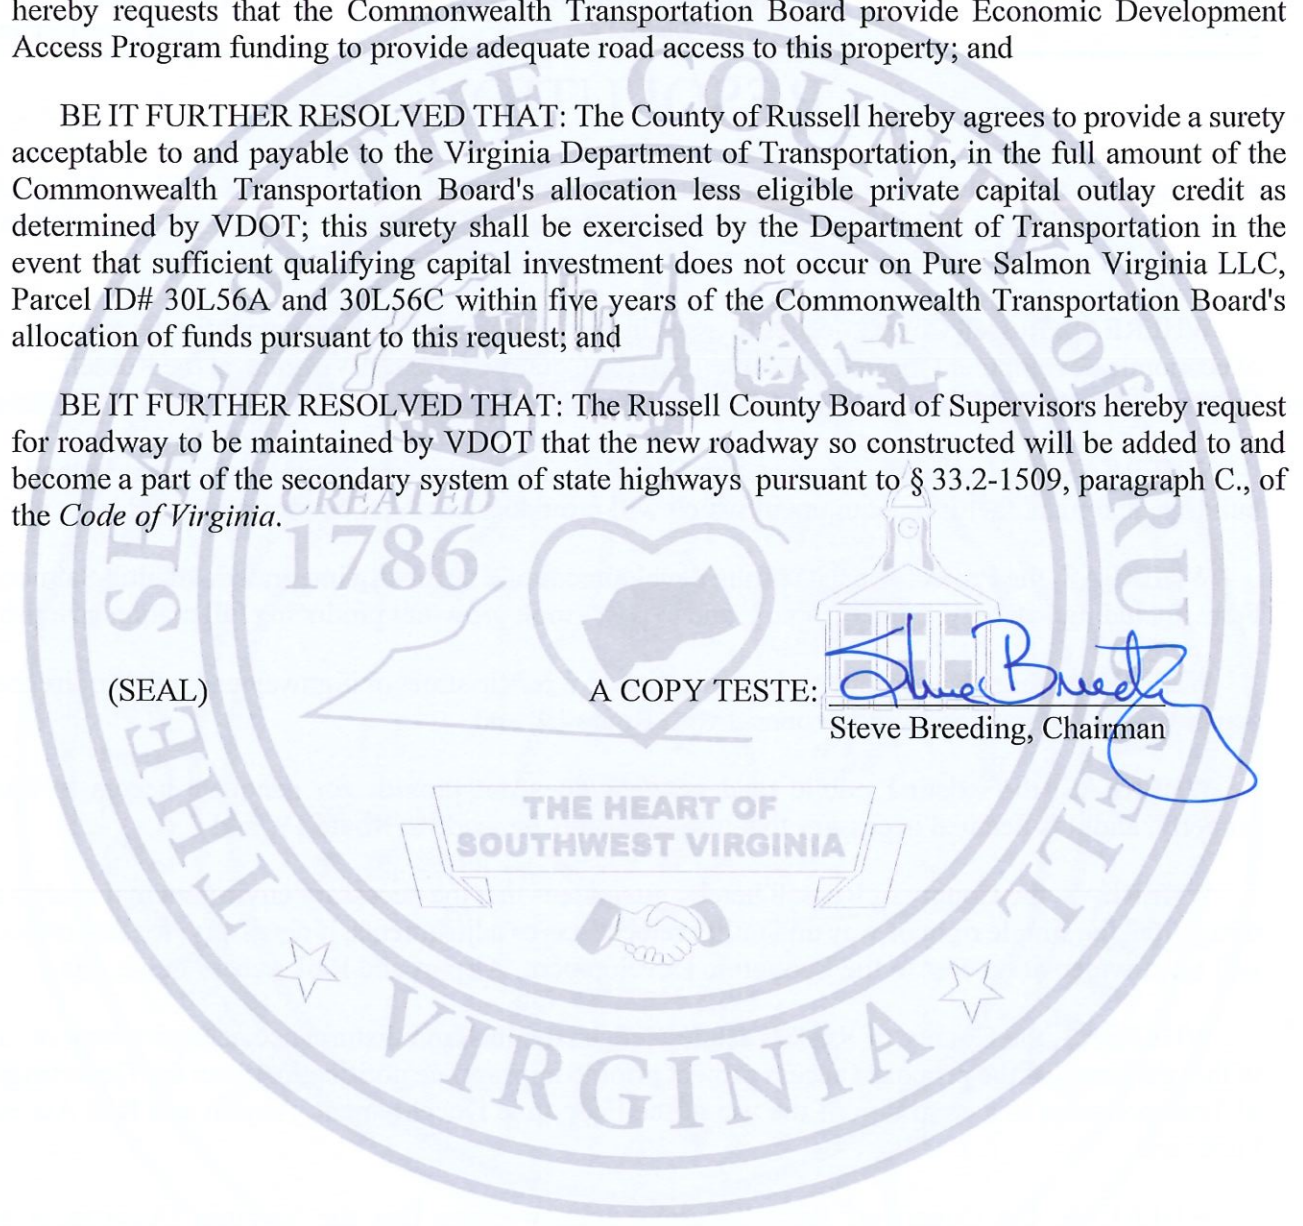 hereby requests that the Commonwealth Transportation Board provide Economic Development
Access Program funding to provide adequate road access to this property; and
BE IT FURTHER RESOLVED THAT: The County of Russell hereby agrees to provide a surety
acceptable to and payable to the Virginia Department of Transportation, in the full amount of the
Commonwealth Transportation Board's allocation less eligible private capital outlay credit as
determined by VDOT; this surety shall be exercised by the Department of Transportation in the
event that sufficient qualifying capital investment does not occur on Pure Salmon Virginia LLC,
Parcel ID# 30L56A and 30L56C within five years of the Commonwealth Transportation Board's
allocation of funds pursuant to this request; and
BE IT FURTHER RESOLVED THAT: The Russell County Board of Supervisors hereby request
for roadway to be maintained by VDOT that the new roadway so constructed will be added to and
become a part of the secondary system of state highways pursuant to § 33.2-1509, paragraph C., of
the Code of Virginia.
(SEAL) A COPY TESTE: Steve Breeding
Steve Breeding, Chairman
THE SEAL of THE COUNTY of RUSSELL
CREATED
1786
THE HEART OF
SOUTHWEST VIRGINIA
VIRGINIA